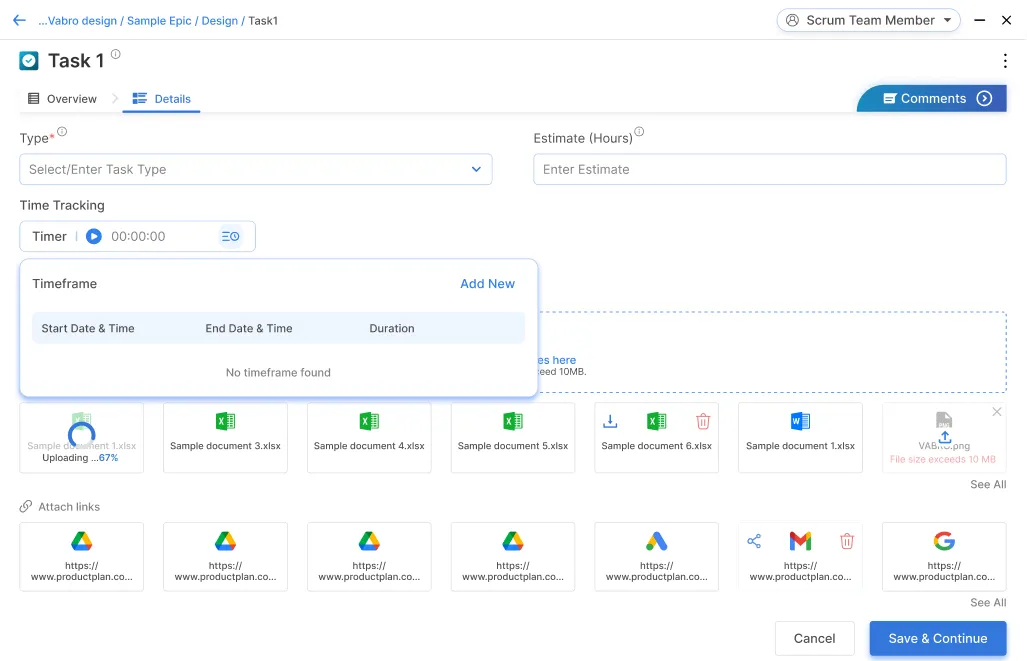 ...Vabro design / Sample Epic / Design / Task1
Scrum Team Member
Task 1
Overview
Details
Comments
Type*
Estimate (Hours)
Select/Enter Task Type
Enter Estimate
Time Tracking
Timer
00:00:00
Timeframe
Add New
Start Date & Time
End Date & Time
Duration
No timeframe found
es here
eed 10MB.
Sample document 1.xlsx
Uploading ...67%
Sample document 3.xlsx
Sample document 4.xlsx
Sample document 5.xlsx
Sample document 6.xlsx
Sample document 1.xlsx
PNG
File size exceeds 10 MB
See All
Attach links
https://
www.productplan.co...
https://
www.productplan.co...
https://
www.productplan.co...
https://
www.productplan.co...
https://
www.productplan.co...
https://
www.productplan.co...
https://
www.productplan.co...
See All
Cancel
Save & Continue